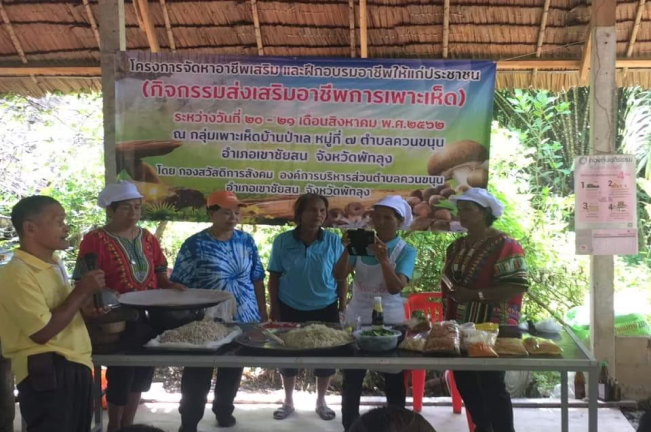 โครงการจัดหาอาชีพเสริม และฝึกอบรมอาชีพให้แก่ประชาชน
(กิจกรรมส่งเสริมอาชีพการเพาะเห็ด)
ระหว่างวันที่ ๒๐ - ๒๑ เดือนสิงหาคม พ.ศ.๒๕๖๒
ณ กลุ่มเพาะเห็ดบ้านป่าเล หมู่ที่ ๗ ตำบลควนขนุน
อำเภอเขาชัยสน จังหวัดพัทลุง
โดย กองสวัสดิการสังคม องค์การบริหารส่วนตำบลควนขนุน
อำเภอเขาชัยสน จังหวัดพัทลุง